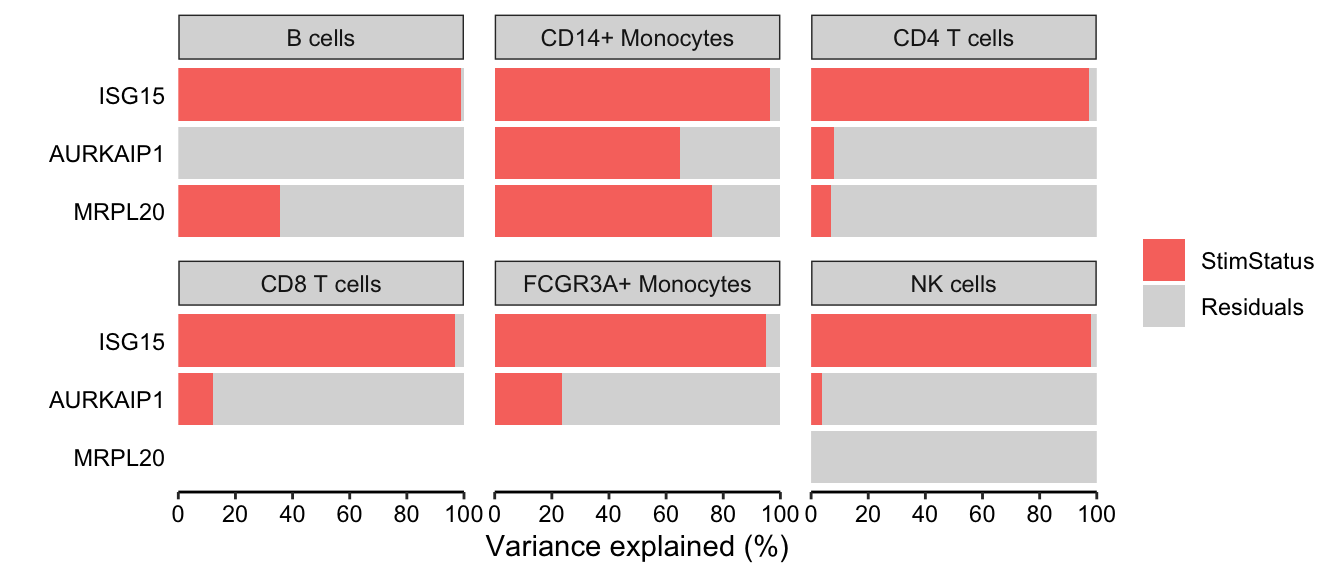 B cells CD14+ Monocytes CD4 T cells
ISG15
AURKAIP1
MRPL20
StimStatus
Residuals
CD8 T cells FCGR3A+ Monocytes NK cells
ISG15
AURKAIP1
MRPL20
0 20 40 60 80 100 0 20 40 60 80 100 0 20 40 60 80 100
Variance explained (%)